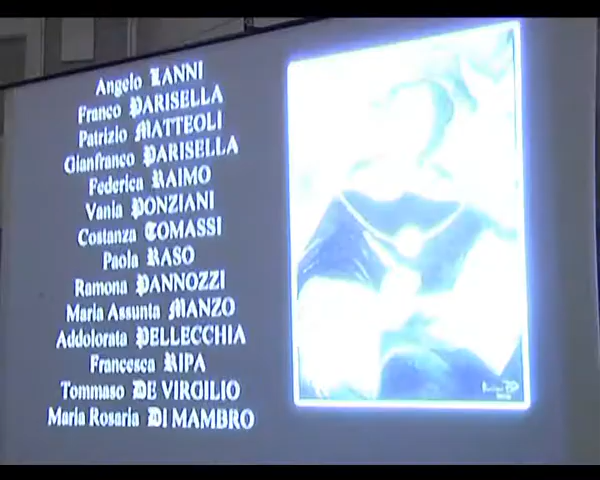 Angelo ZANNI
Franco PARISELLA
Patrizio MATTEOLI
Gianfranco PARISELLA
Federica RAIMO
Vania PONZIANI
Costanza TOMASSI
Paola RASO
Ramona PANNOZZI
Maria Assunta MANZO
Addolorata PELLECCHIA
Francesca RIPA
Tommaso DE VIRGILIO
Maria Rosaria DI MAMBRO